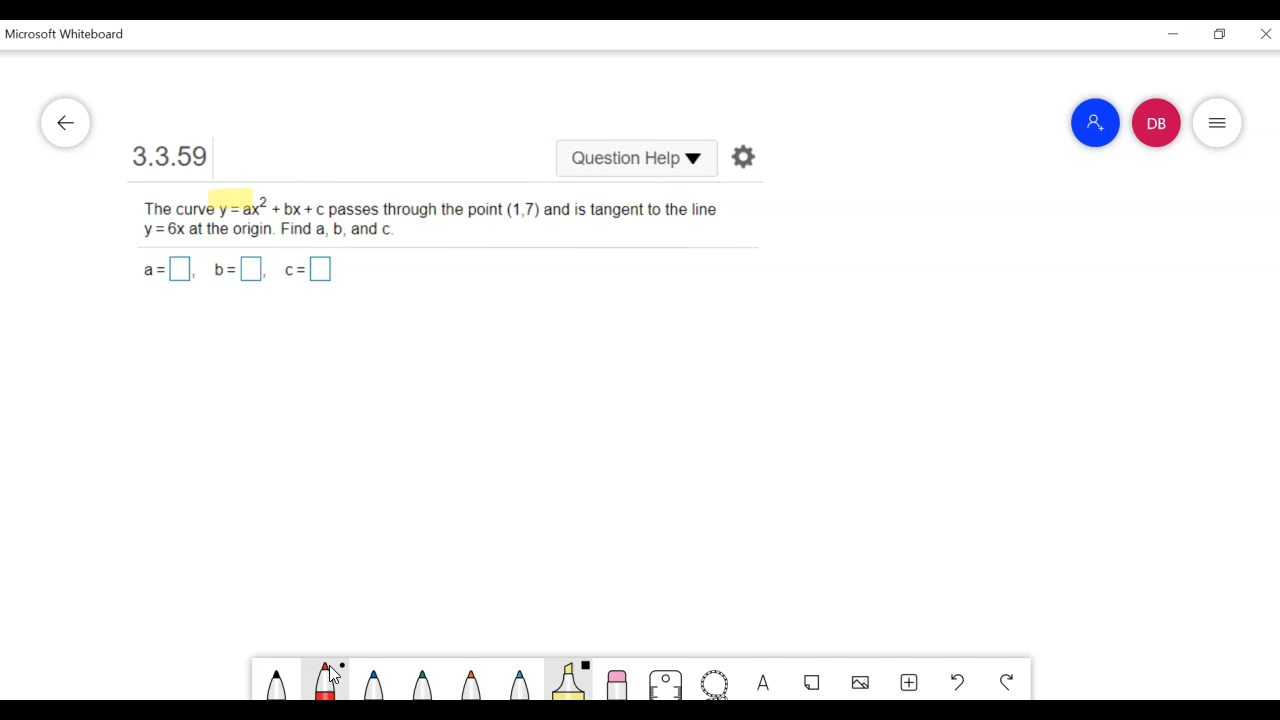 Microsoft Whiteboard
DB
3.3.59
Question Help ▼
The curve y = ax² + bx + c passes through the point (1,7) and is tangent to the line
y = 6x at the origin. Find a, b, and c.
a = , b = , c =
A